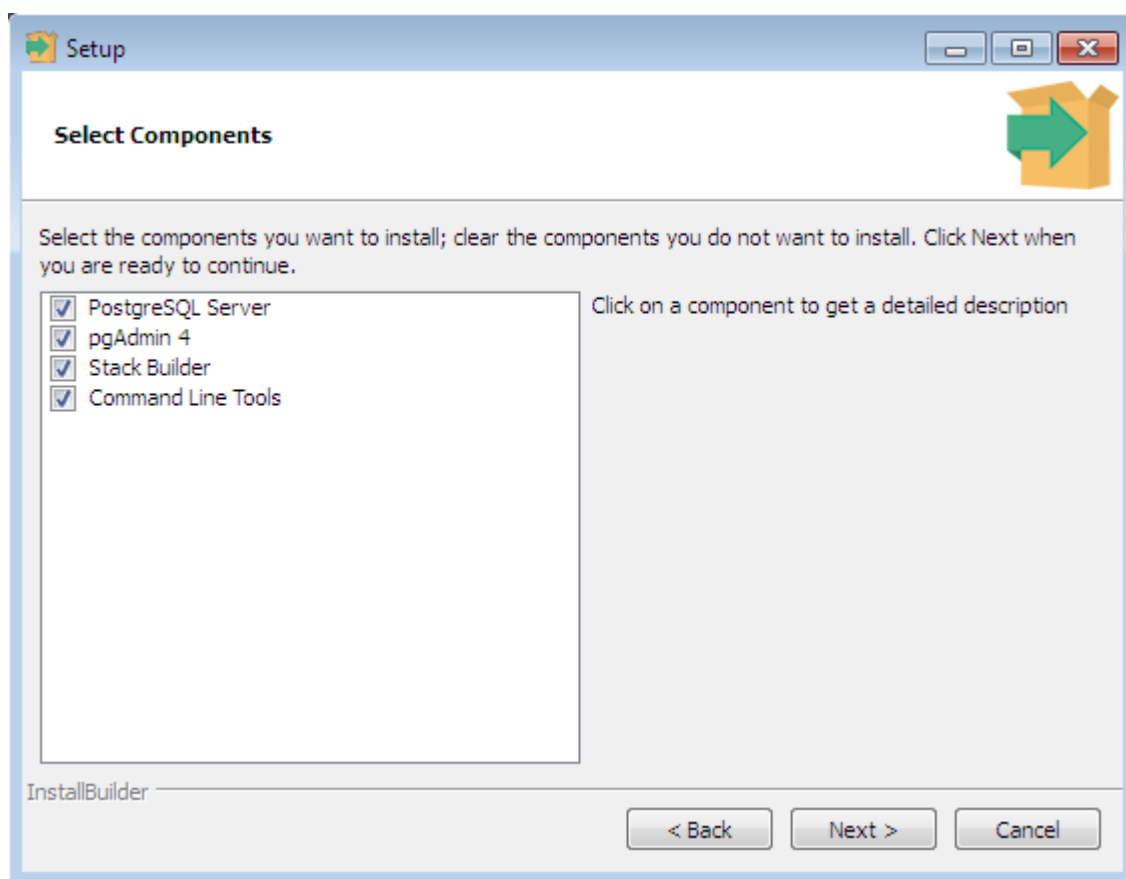 Setup
Select Components
Select the components you want to install; clear the components you do not want to install. Click Next when
you are ready to continue.
PostgreSQL Server
pgAdmin 4
Stack Builder
Command Line Tools
Click on a component to get a detailed description
InstallBuilder
< Back
Next >
Cancel